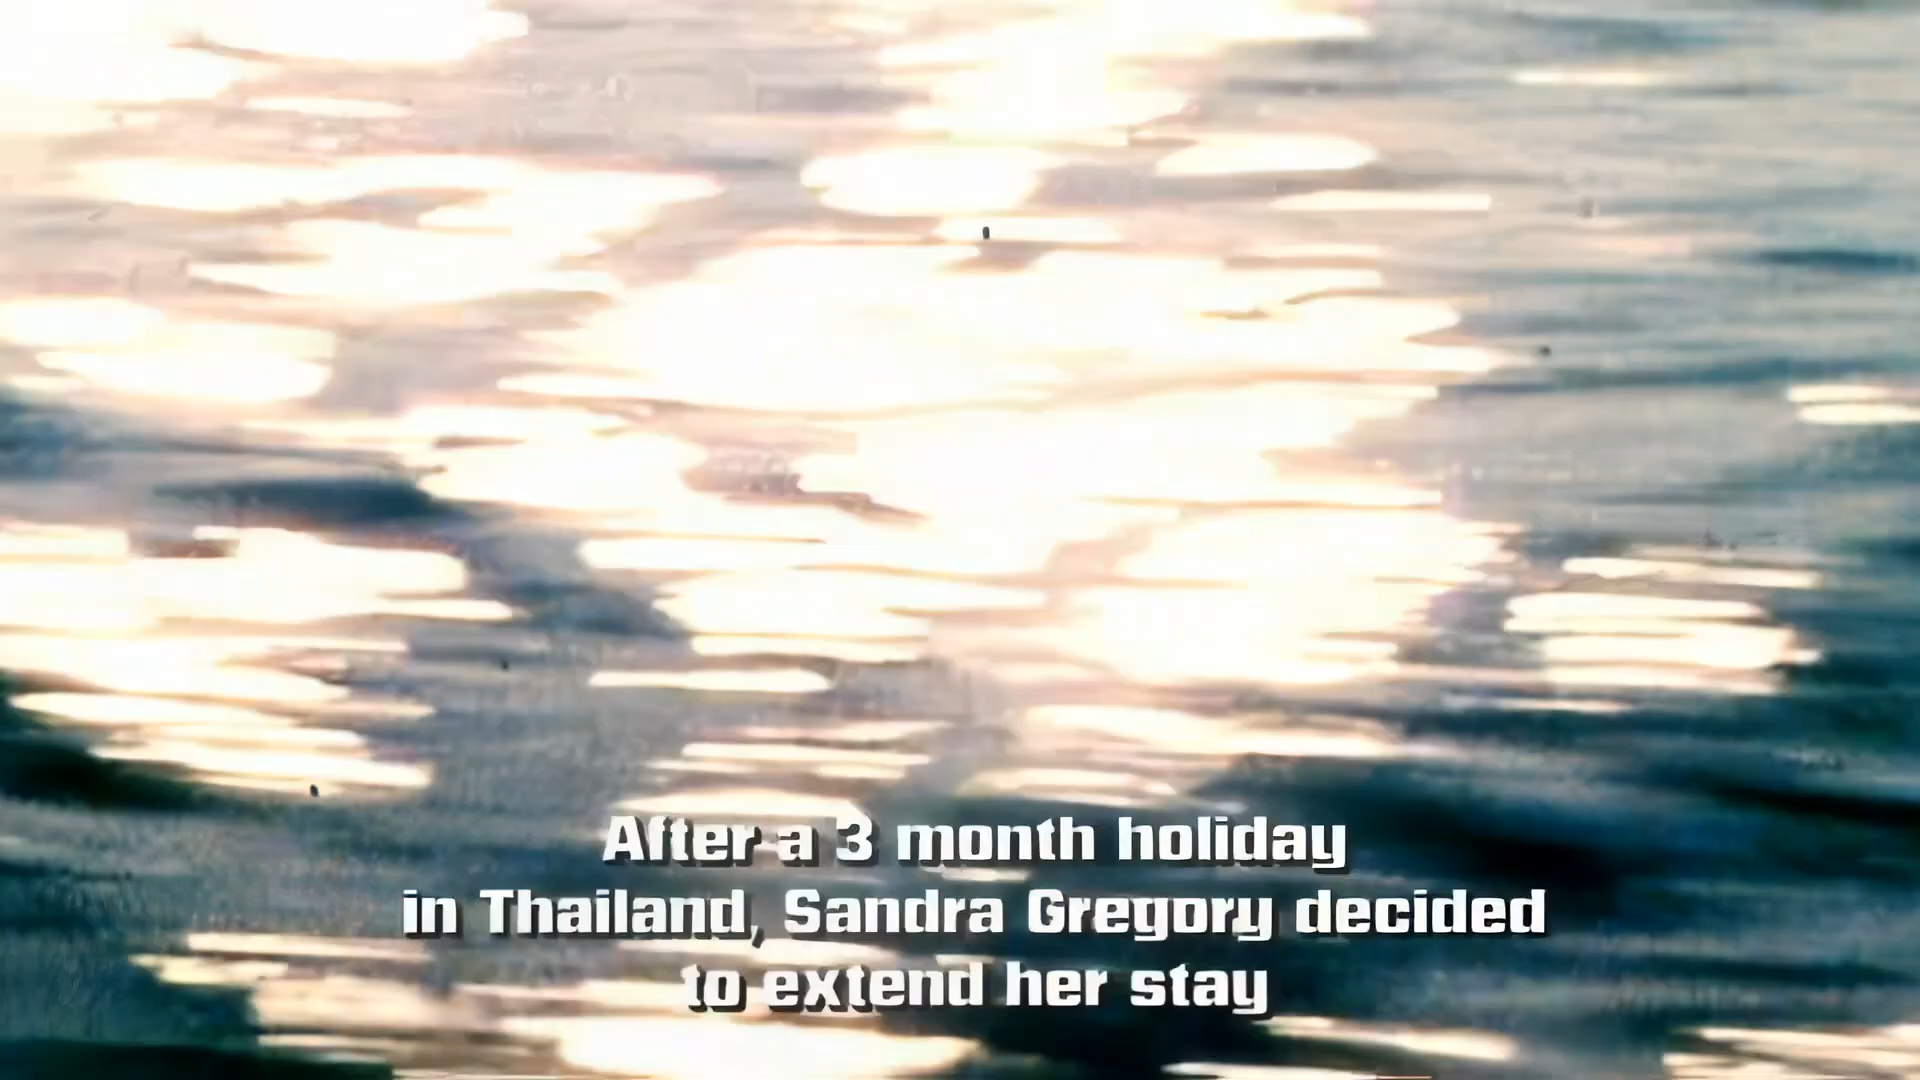 After a 3 month holiday
in Thailand, Sandra Gregory decided
to extend her stay